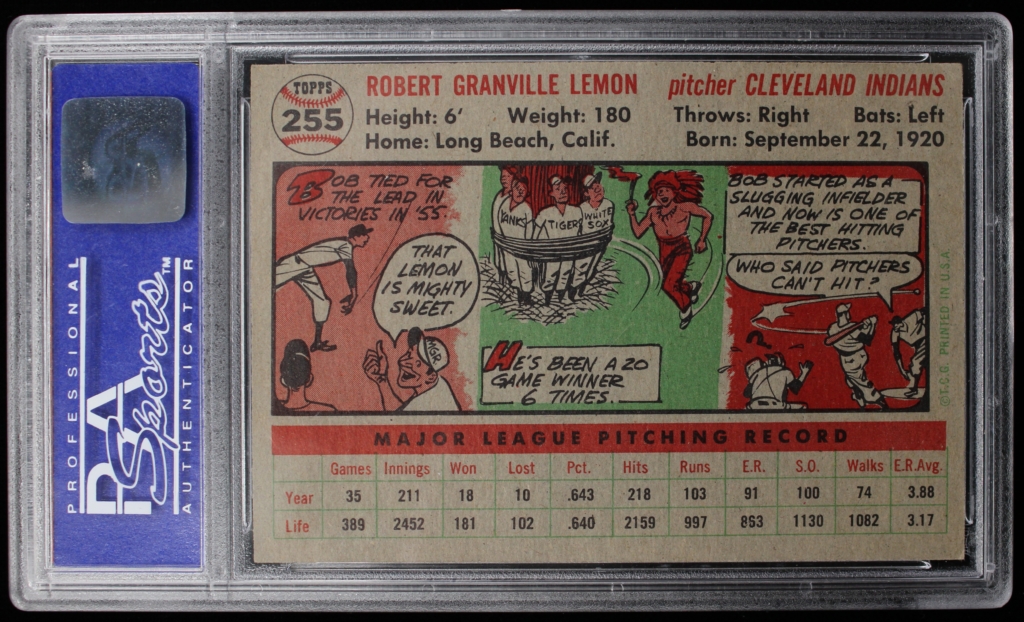 PROFESSIONAL
PSA
Sports™
AUTHENTICATOR
TOPPS
255
ROBERT GRANVILLE LEMON pitcher CLEVELAND INDIANS
Height: 6' Weight: 180 Throws: Right Bats: Left
Home: Long Beach, Calif. Born: September 22, 1920
BOB TIED FOR
THE LEAD IN
VICTORIES IN '55.
THAT
LEMON
IS MIGHTY
SWEET.
MGR
YANKS
TIGERS
WHITE
SOX
HE'S BEEN A 20
GAME WINNER
6 TIMES..
BOB STARTED AS A
SLUGGING INFIELDER
AND NOW IS ONE OF
THE BEST HITTING
PITCHERS.
WHO SAID PITCHERS
CAN'T HIT?
?
?
©T.C.G. PRINTED IN U.S.A.
MAJOR LEAGUE PITCHING RECORD
Games Innings Won Lost Pct. Hits Runs E.R. S.O. Walks E.R.Avg.
Year 35 211 18 10 .643 218 103 91 100 74 3.88
Life 389 2452 181 102 .640 2159 997 863 1130 1082 3.17